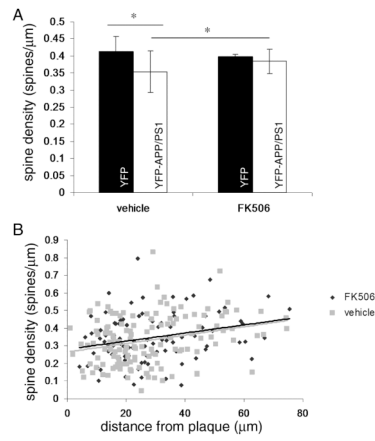 A
spine density (spines/µm)
0.5
0.45
0.4
0.35
0.3
0.25
0.2
0.15
0.1
0.05
0
*
*
YFP
YFP-APP/PS1
YFP
YFP-APP/PS1
vehicle
FK506
B
spine density (spines/µm)
0.9
0.8
0.7
0.6
0.5
0.4
0.3
0.2
0.1
0
0
20
40
60
80
distance from plaque (µm)
FK506
vehicle